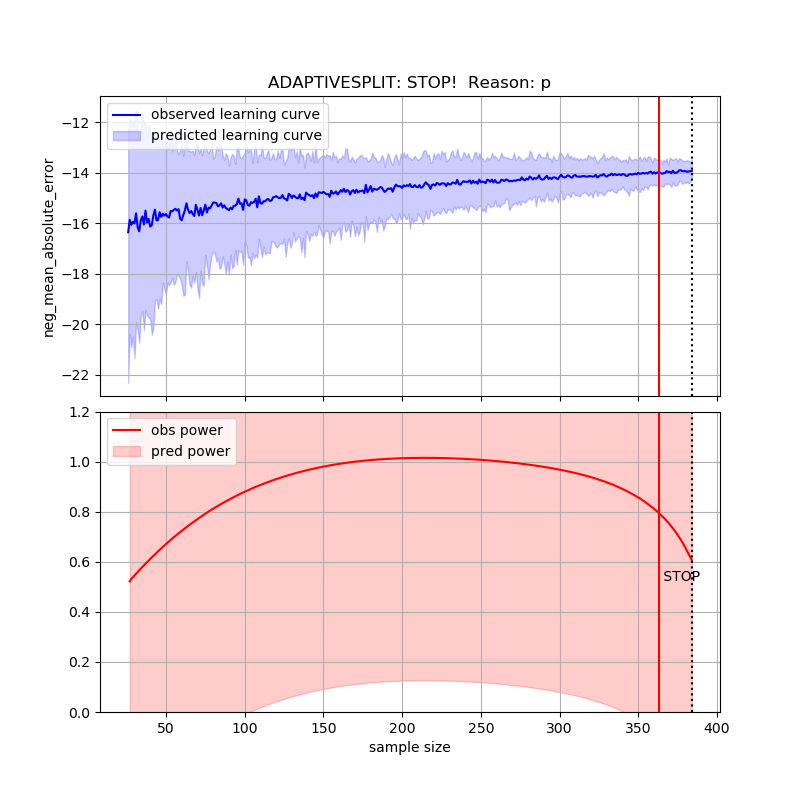 ADAPTIVESPLIT: STOP!  Reason: p
observed learning curve
predicted learning curve
neg_mean_absolute_error
−12
−14
−16
−18
−20
−22
obs power
pred power
1.2
1.0
0.8
0.6
0.4
0.2
0.0
STOP
50 100 150 200 250 300 350 400
sample size